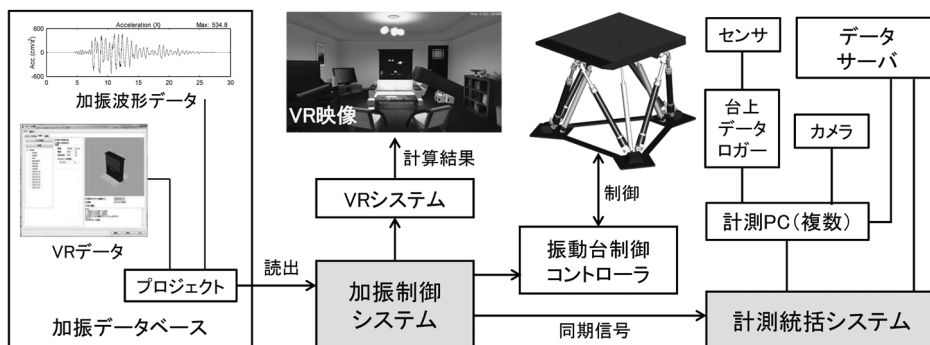 Acceleration (X) Max: 534.8
Acc.(cm/s²)
600
0
-600
0 5 10 15 20 25 30
加振波形データ
VRデータ
プロジェクト
加振データベース
読出
VR映像
計算結果
VRシステム
加振制御
システム
制御
振動台制御
コントローラ
同期信号
センサ
台上
データ
ロガー
データ
サーバ
カメラ
計測PC(複数)
計測統括システム